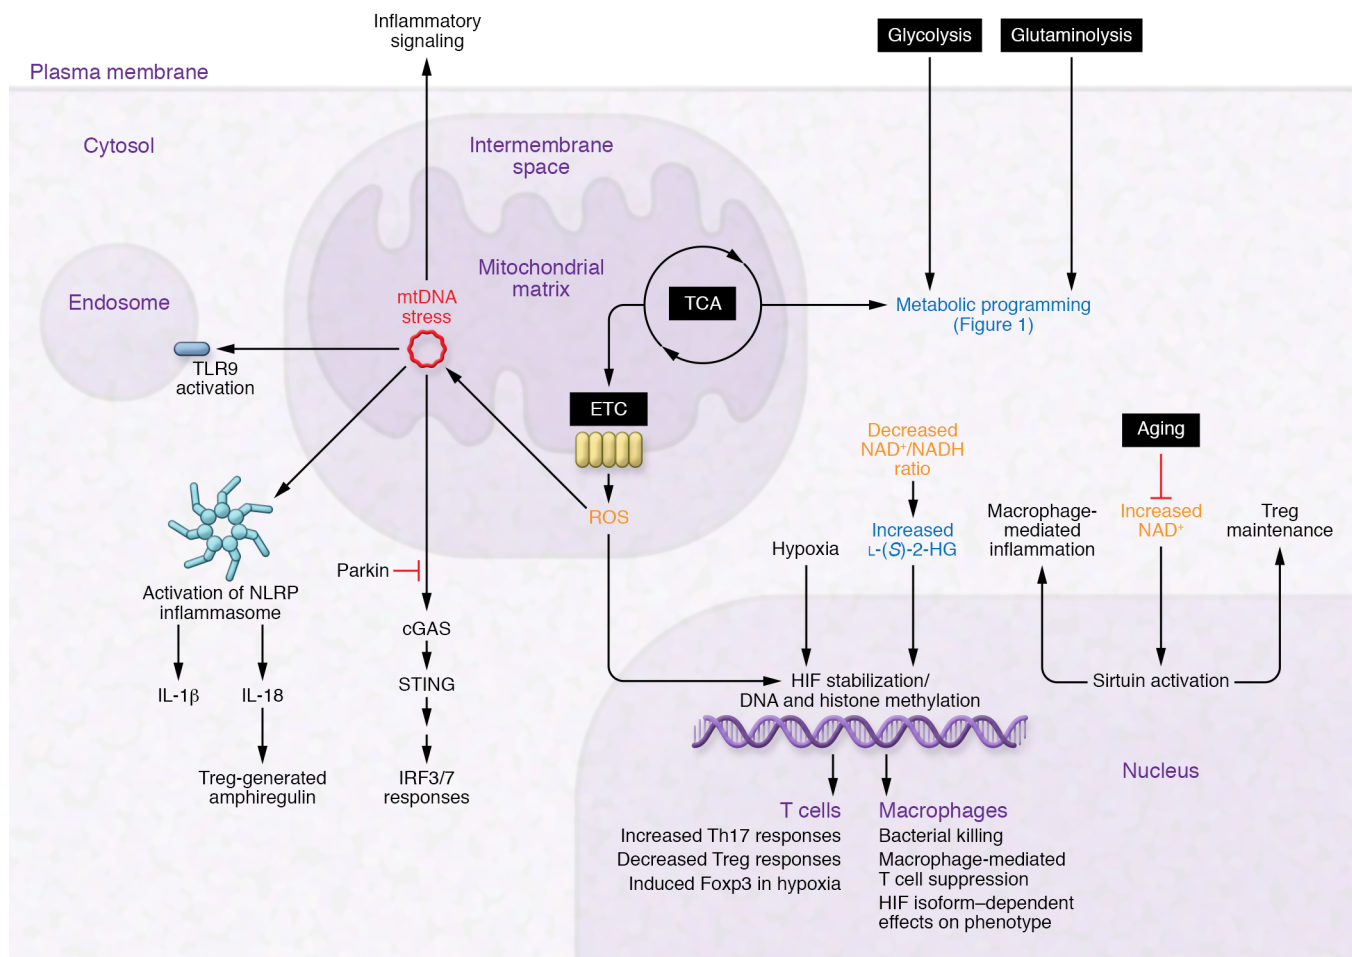 Inflammatory
signaling
Glycolysis
Glutaminolysis
Plasma membrane
Cytosol
Intermembrane
space
Endosome
mtDNA
stress
Mitochondrial
matrix
TCA
Metabolic programming
(Figure 1)
TLR9
activation
ETC
Decreased
NAD⁺/NADH
ratio
Aging
ROS
Increased
L-(S)-2-HG
Hypoxia
Macrophage-
mediated
inflammation
Increased
NAD⁺
Treg
maintenance
Parkin
Activation of NLRP
inflammasome
cGAS
IL-1β
IL-18
STING
HIF stabilization/
DNA and histone methylation
Sirtuin activation
Treg-generated
amphiregulin
IRF3/7
responses
Nucleus
T cells
Increased Th17 responses
Decreased Treg responses
Induced Foxp3 in hypoxia
Macrophages
Bacterial killing
Macrophage-mediated
T cell suppression
HIF isoform–dependent
effects on phenotype